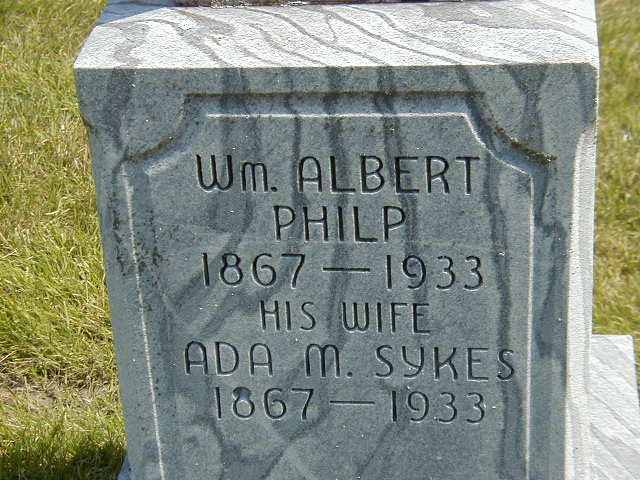 Wm. ALBERT
PHILP
1867 — 1933
HIS WIFE
ADA M. SYKES
1867 — 1933